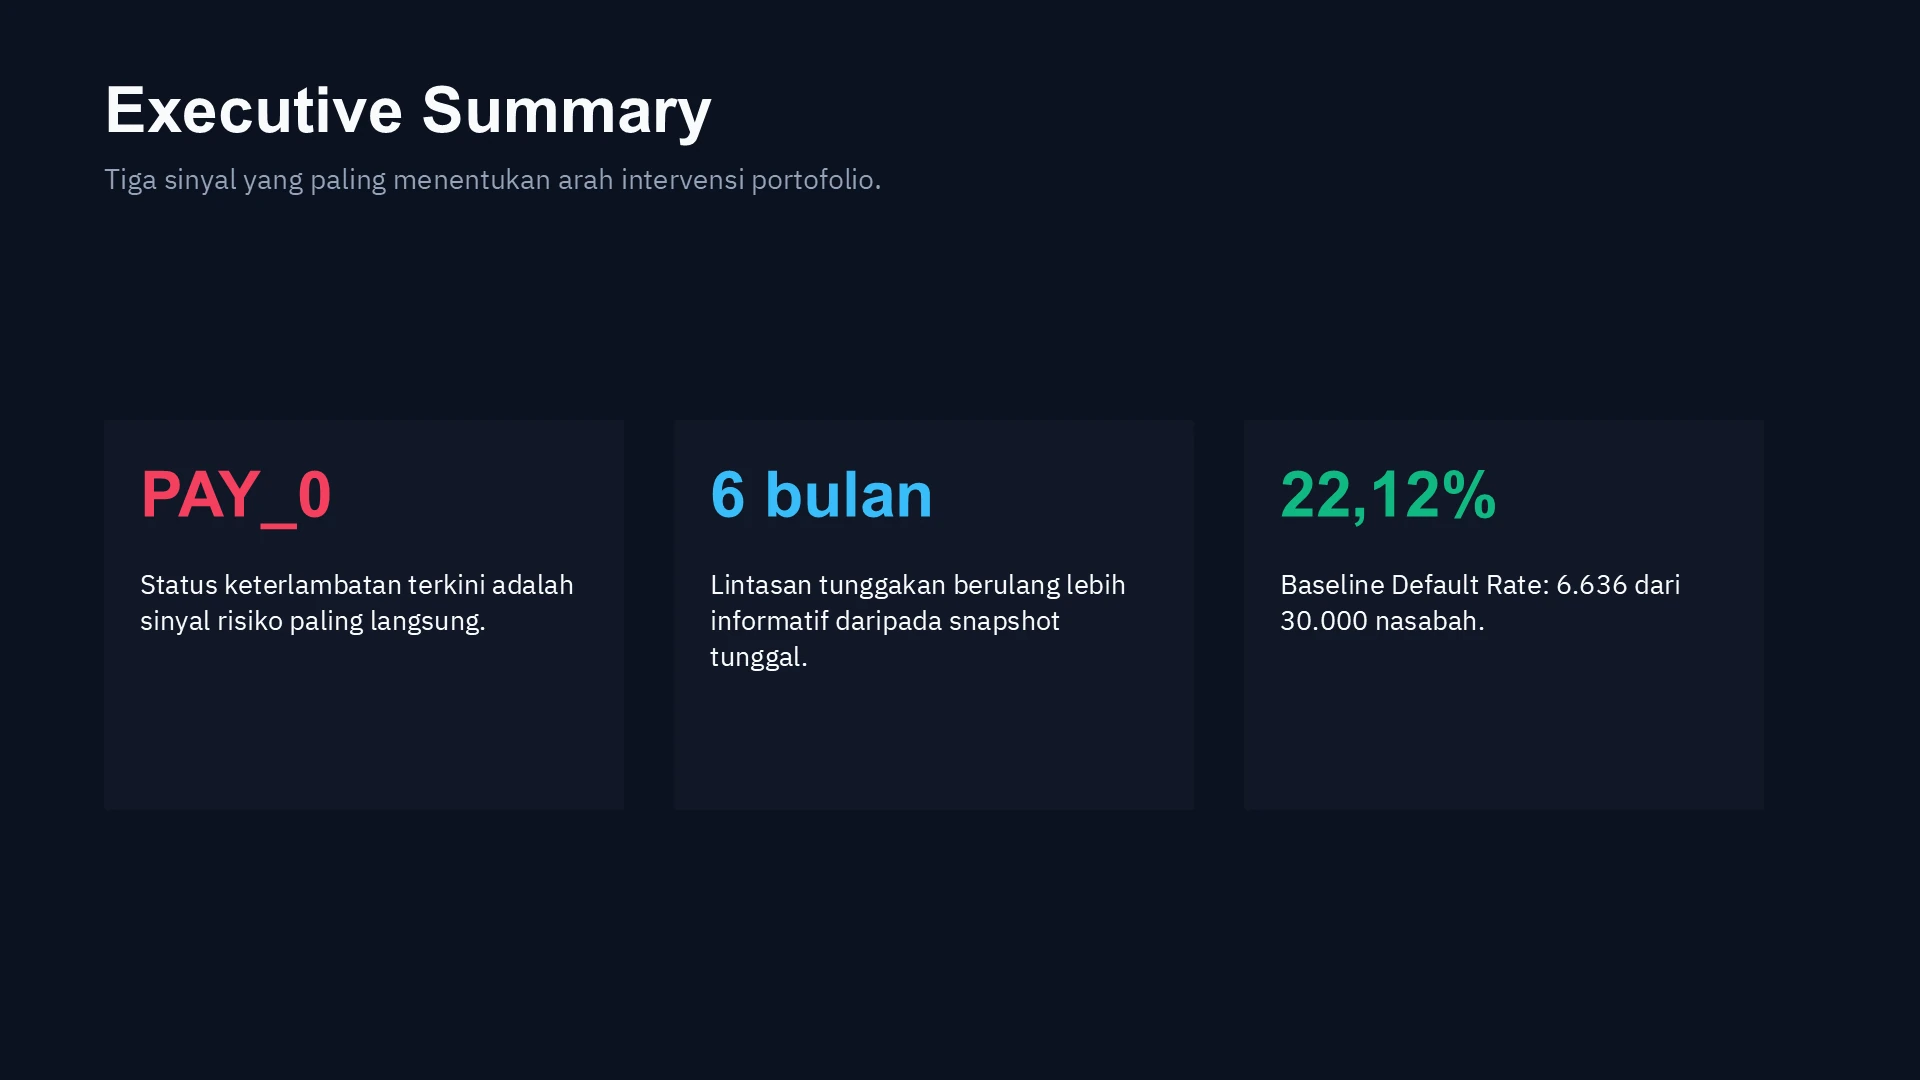 Executive Summary
Tiga sinyal yang paling menentukan arah intervensi portofolio.
PAY_0
Status keterlambatan terkini adalah
sinyal risiko paling langsung.
6 bulan
Lintasan tunggakan berulang lebih
informatif daripada snapshot
tunggal.
22,12%
Baseline Default Rate: 6.636 dari
30.000 nasabah.